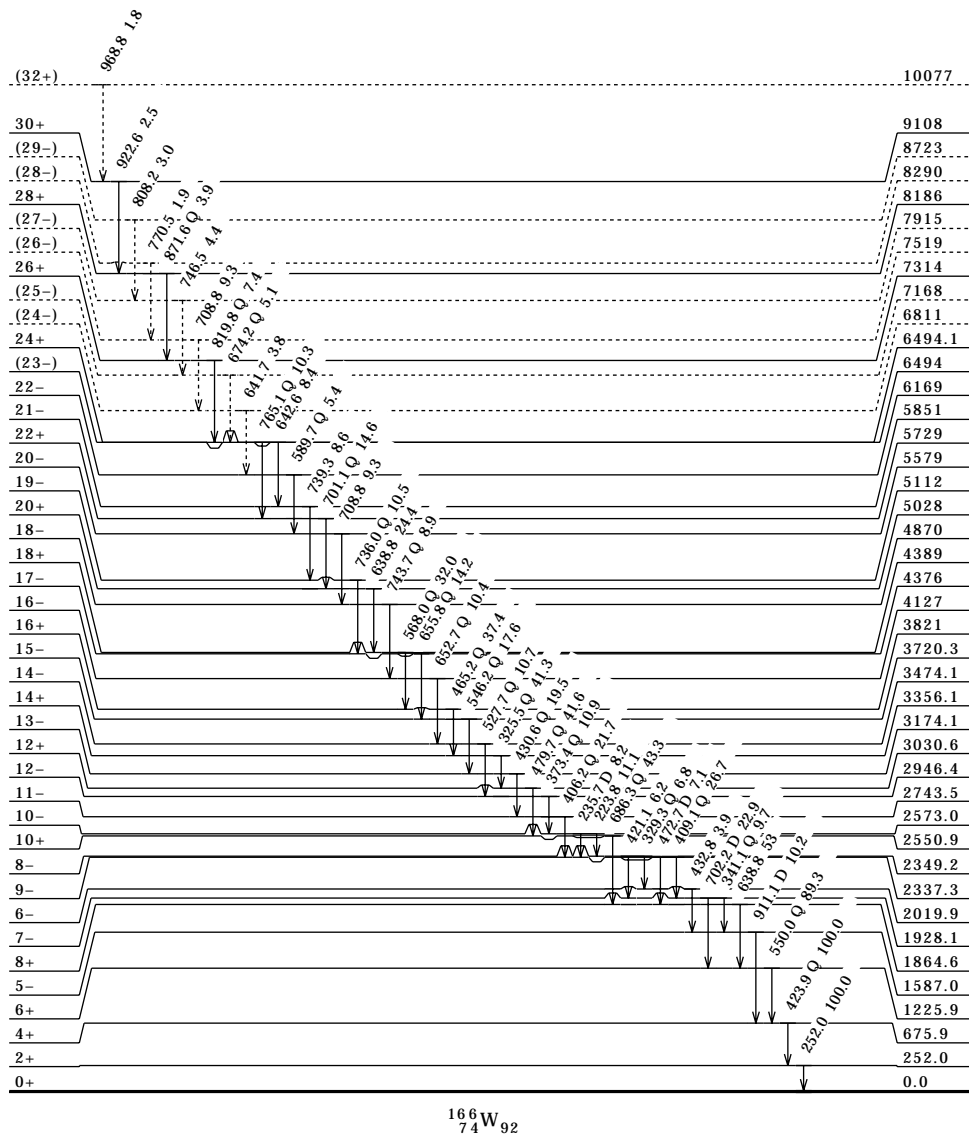 968.8 1.8
(32+) 10077
30+ 9108
922.6 2.5
(29−) 8723
808.2 3.0
(28−) 8290
770.5 1.9
28+ 8186
871.6 Q 3.9
(27−) 7915
746.5 4.4
(26−) 7519
708.8 9.3
26+ 7314
819.8 Q 7.4
(25−) 7168
674.2 Q 5.1
(24−) 6811
641.7 3.8
24+ 6494.1
765.1 Q 10.3
(23−) 6494
642.6 8.4
22− 6169
589.7 Q 5.4
21− 5851
739.3 8.6
22+ 5729
701.1 Q 14.6
20− 5579
708.8 9.3
19− 5112
736.0 Q 10.5
20+ 5028
638.8 24.4
18− 4870
743.7 Q 8.9
18+ 4389
568.0 Q 32.0
17− 4376
655.8 Q 14.2
16− 4127
652.7 Q 10.4
16+ 3821
465.2 Q 37.4
15− 3720.3
546.2 Q 17.6
14− 3474.1
527.7 Q 10.7
14+ 3356.1
325.5 Q 41.3
13− 3174.1
430.6 Q 19.5
12+ 3030.6
479.7 Q 41.6
12− 2946.4
373.4 Q 10.9
11− 2743.5
406.2 Q 21.7
10− 2573.0
235.7 D 8.2
223.8 11.1
686.3 Q 43.3
10+ 2550.9
421.1 6.2
329.3 Q 6.8
472.7 D 7.1
409.1 Q 26.7
8− 2349.2
432.8 3.9
9− 2337.3
702.2 D 22.9
341.1 Q 9.7
6− 2019.9
638.8 53
7− 1928.1
911.1 D 10.2
8+ 1864.6
550.0 Q 89.3
5− 1587.0
6+ 1225.9
423.9 Q 100.0
4+ 675.9
252.0 100.0
2+ 252.0
0+ 0.0
166 74 W 92